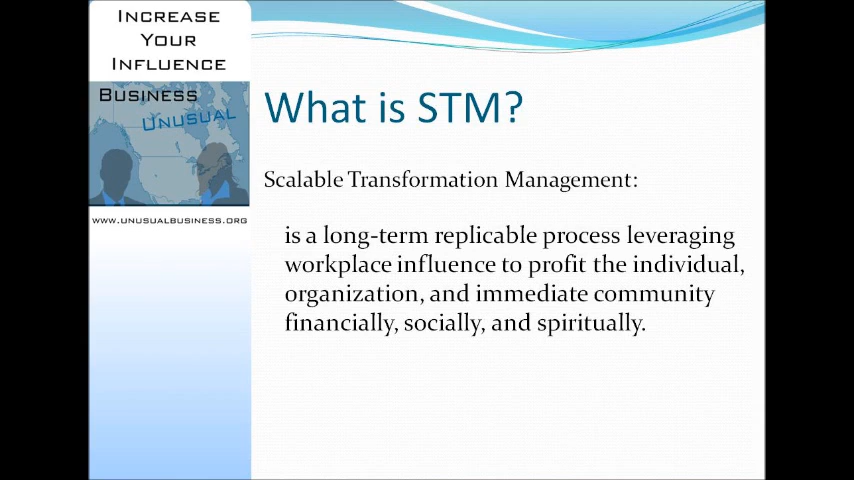 INCREASE
YOUR
INFLUENCE
BUSINESS
UNUSUAL
WWW.UNUSUALBUSINESS.ORG
What is STM?
Scalable Transformation Management:
is a long-term replicable process leveraging
workplace influence to profit the individual,
organization, and immediate community
financially, socially, and spiritually.